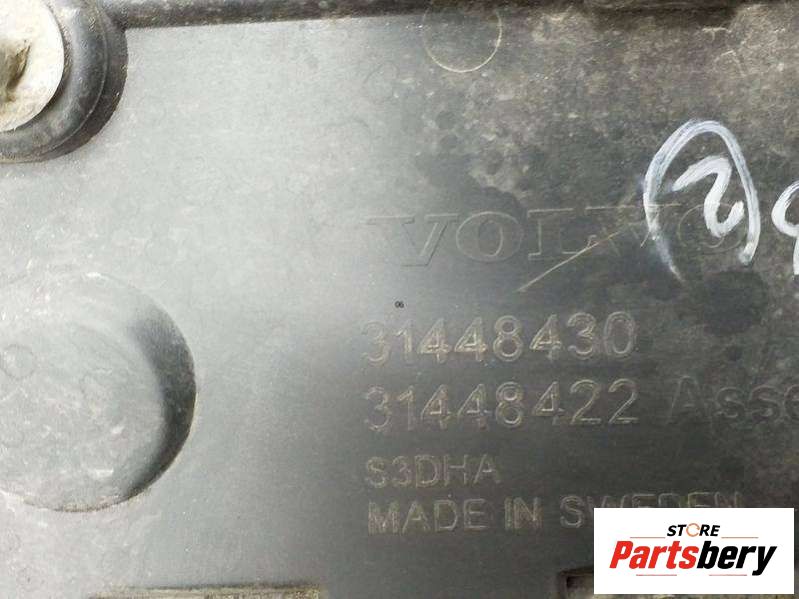 VOLVO
06
31448430
31448422 Asse
S3DHA
MADE IN SWEDEN
STORE
Partsbery